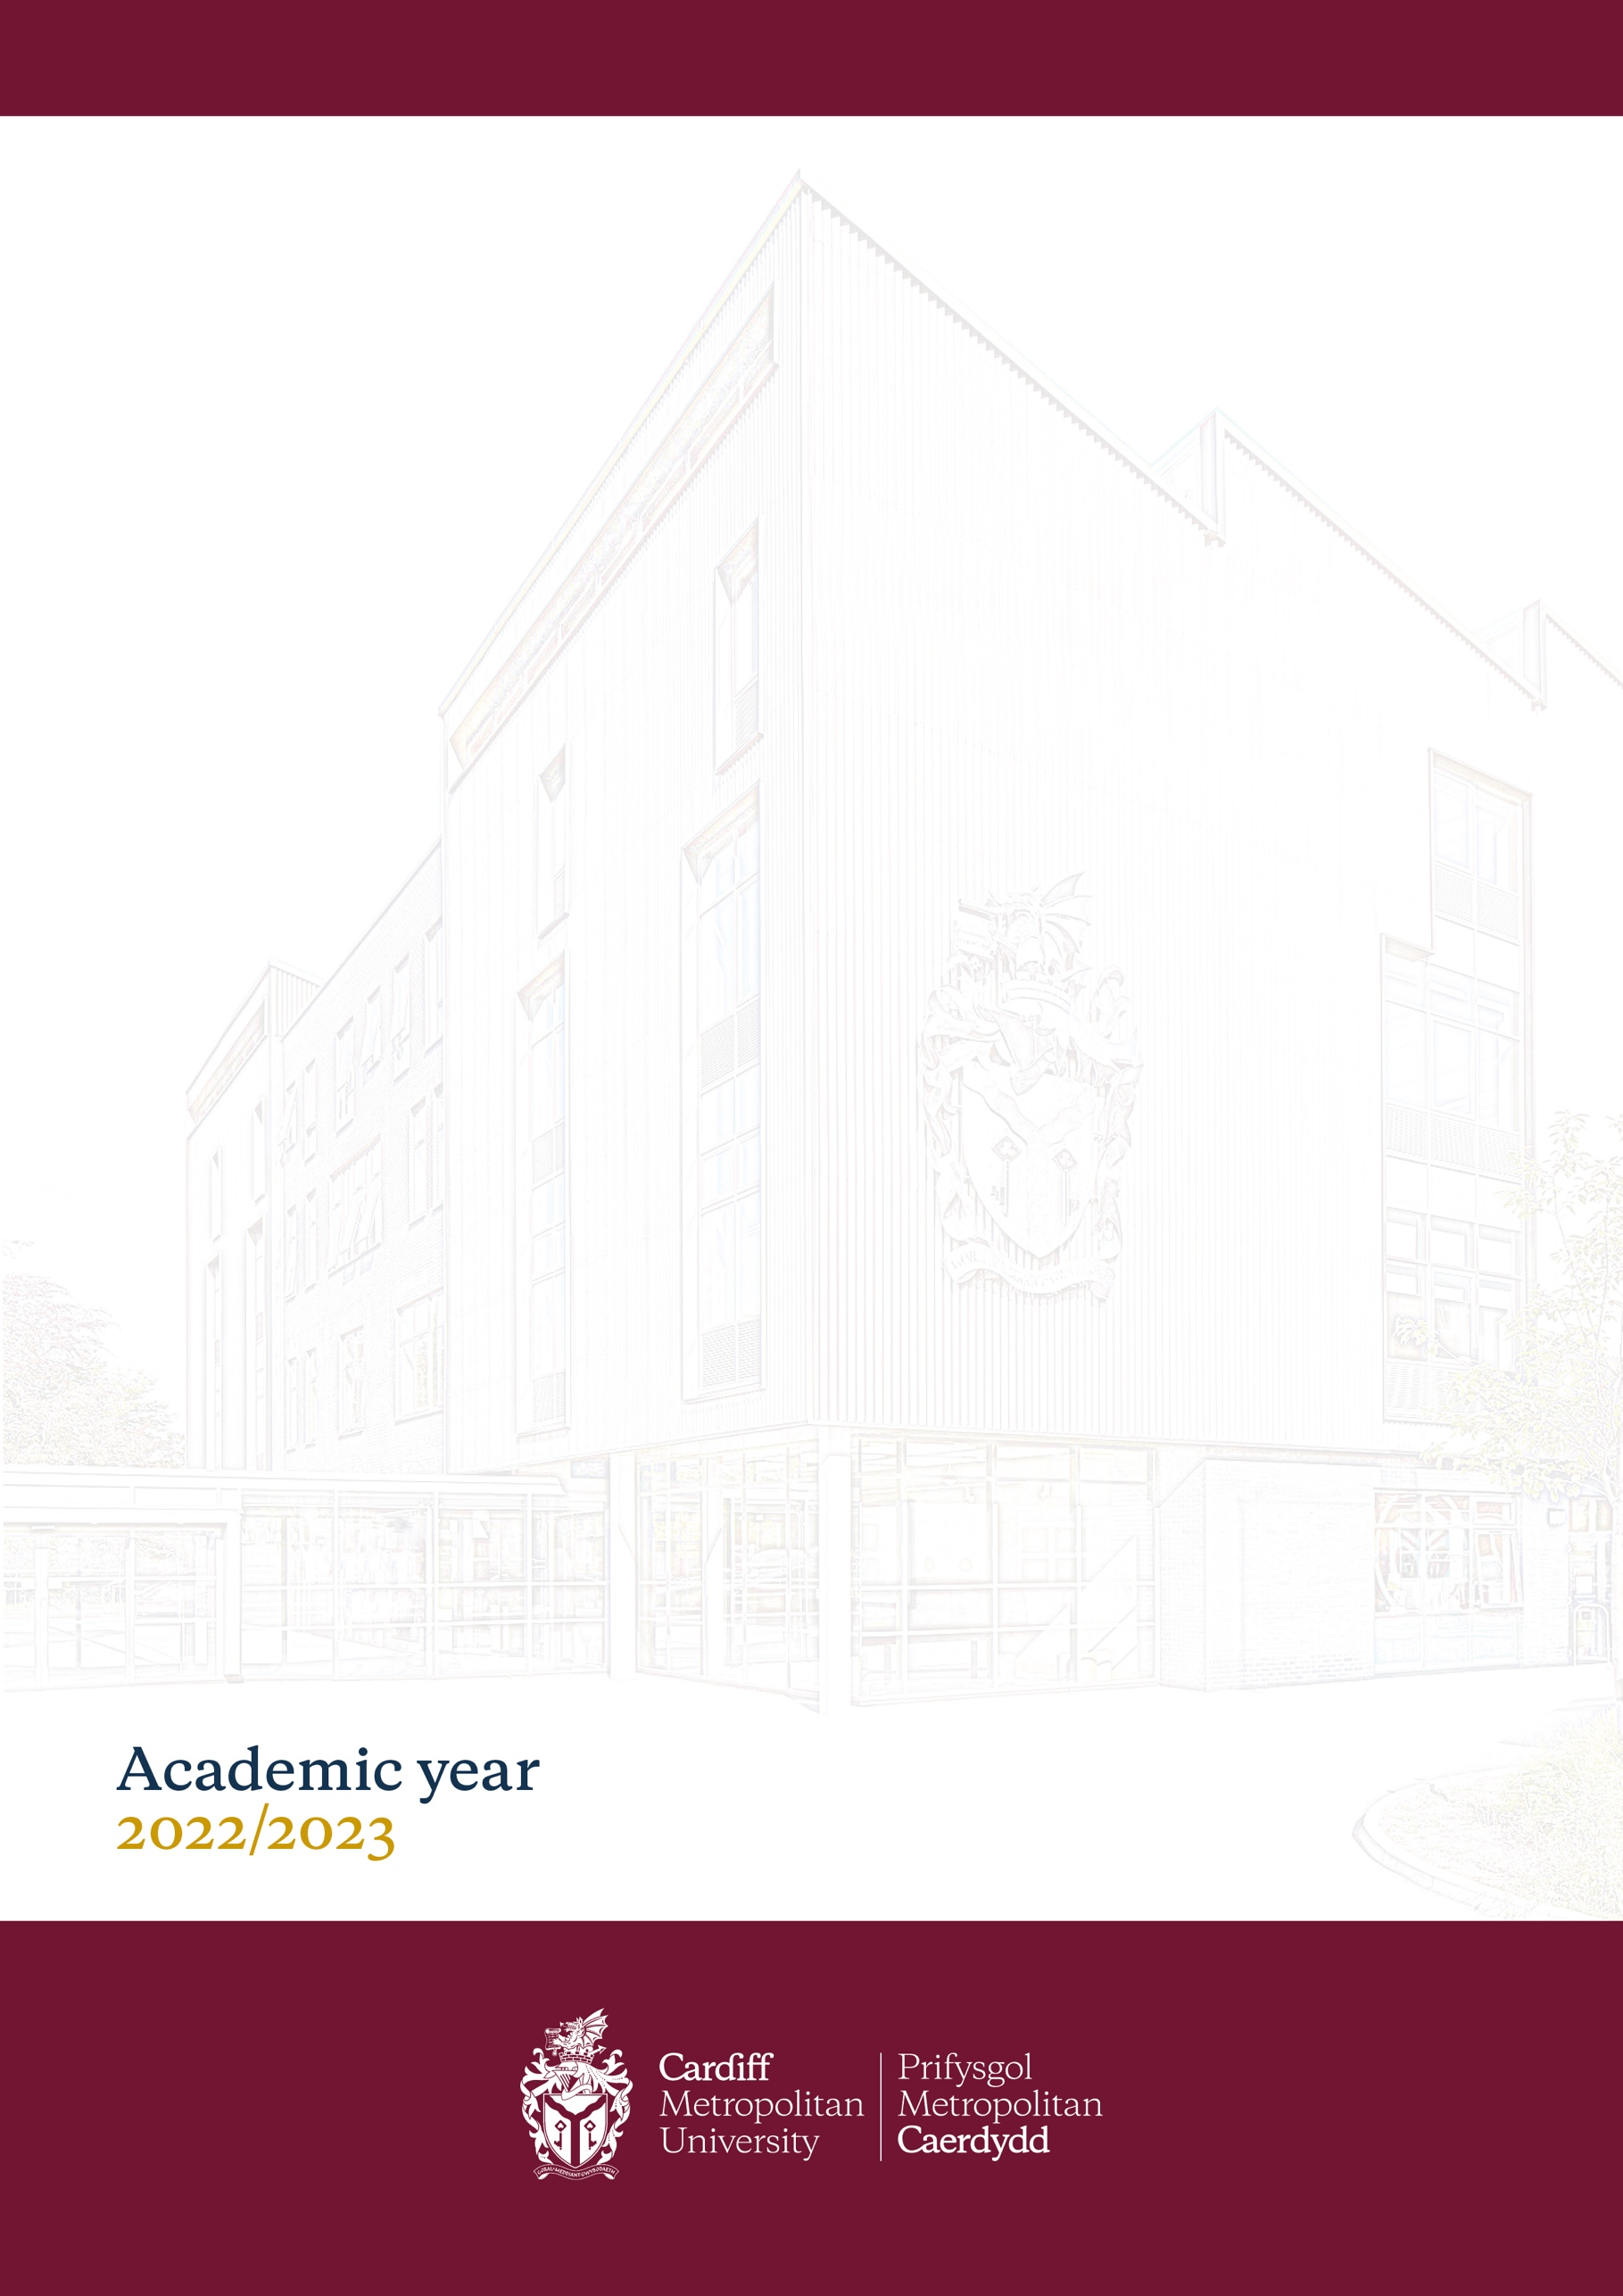 Academic year
2022/2023
Cardiff
Metropolitan
University
Prifysgol
Metropolitan
Caerdydd